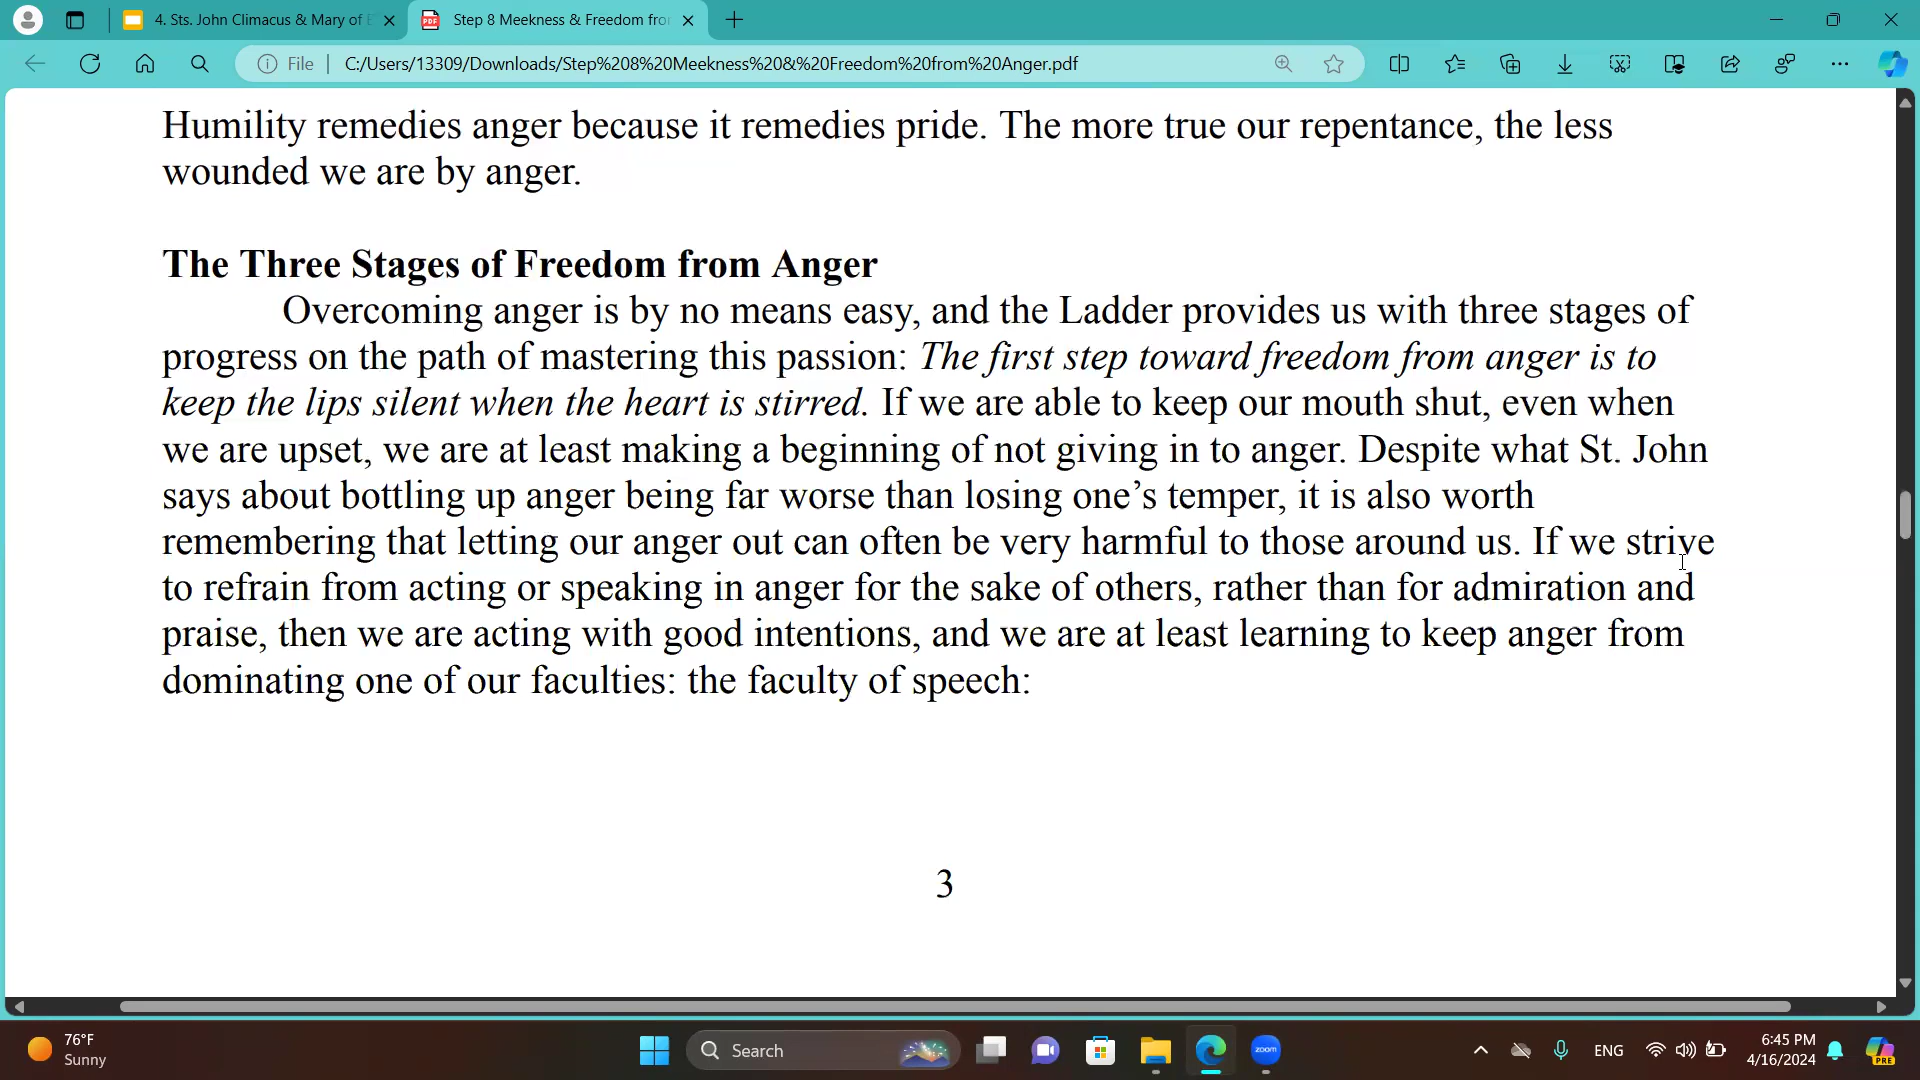 4. Sts. John Climacus & Mary of E
Step 8 Meekness & Freedom fro
File
C:/Users/13309/Downloads/Step%208%20Meekness%20&%20Freedom%20from%20Anger.pdf
Humility remedies anger because it remedies pride. The more true our repentance, the less
wounded we are by anger.
The Three Stages of Freedom from Anger
Overcoming anger is by no means easy, and the Ladder provides us with three stages of
progress on the path of mastering this passion: The first step toward freedom from anger is to
keep the lips silent when the heart is stirred. If we are able to keep our mouth shut, even when
we are upset, we are at least making a beginning of not giving in to anger. Despite what St. John
says about bottling up anger being far worse than losing one’s temper, it is also worth
remembering that letting our anger out can often be very harmful to those around us. If we strive
to refrain from acting or speaking in anger for the sake of others, rather than for admiration and
praise, then we are acting with good intentions, and we are at least learning to keep anger from
dominating one of our faculties: the faculty of speech:
3
76°F
Sunny
Search
zoom
ENG
6:45 PM
4/16/2024
PRE